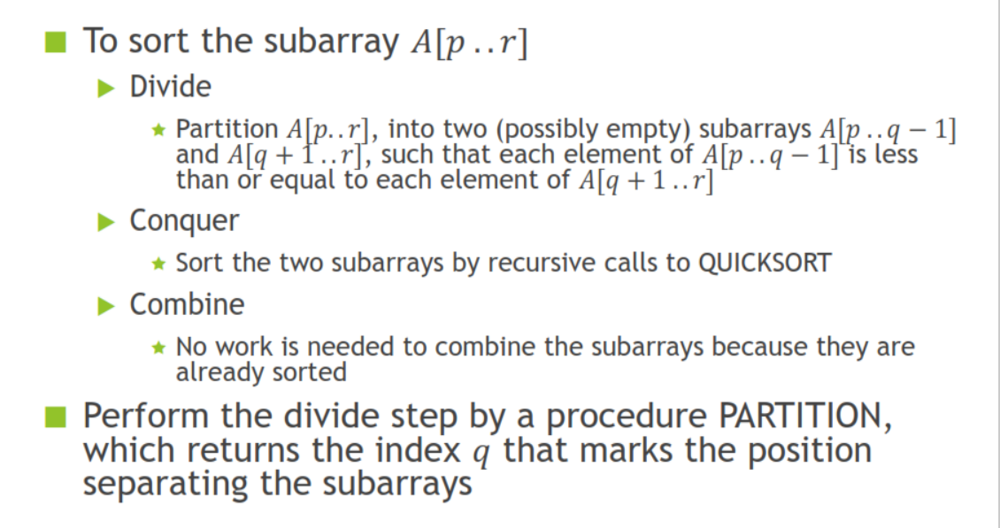 To sort the subarray A[p . . r]
Divide
Partition A[p. . r], into two (possibly empty) subarrays A[p . . q − 1]
and A[q + 1 . . r], such that each element of A[p . . q − 1] is less
than or equal to each element of A[q + 1 . . r]
Conquer
Sort the two subarrays by recursive calls to QUICKSORT
Combine
No work is needed to combine the subarrays because they are
already sorted
Perform the divide step by a procedure PARTITION,
which returns the index q that marks the position
separating the subarrays